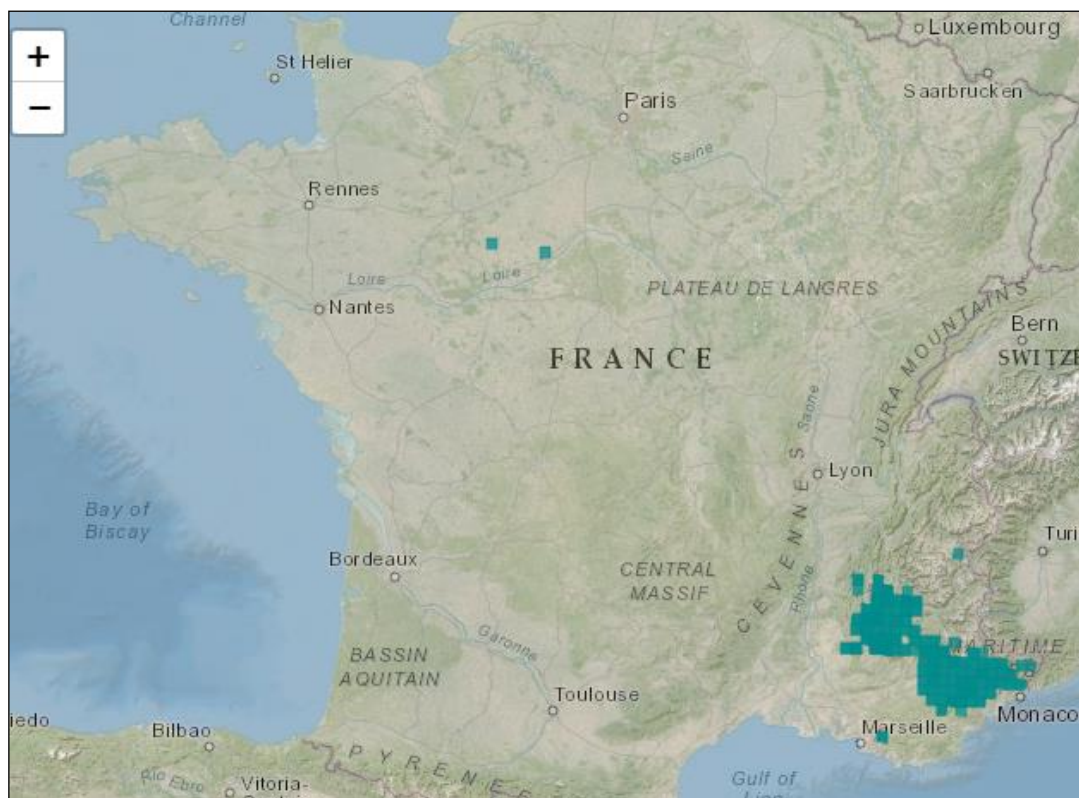 Channel
Luxembourg
+
St Helier
Saarbrucken
−
Paris
Seine
Rennes
Loire
Loire
PLATEAU DE LANGRES
Nantes
JURA MOUNTAINS
Bern
FRANCE
SWITZE
Saone
CEVENNES
Lyon
Bay of
Biscay
Turi
Bordeaux
CENTRAL
MASSIF
Rhone
Garonne
MARITIME
BASSIN
AQUITAIN
Toulouse
Monaco
iedo
Bilbao
Marseille
PYRENE
Rio Ebro
Vitoria-
Gulf of